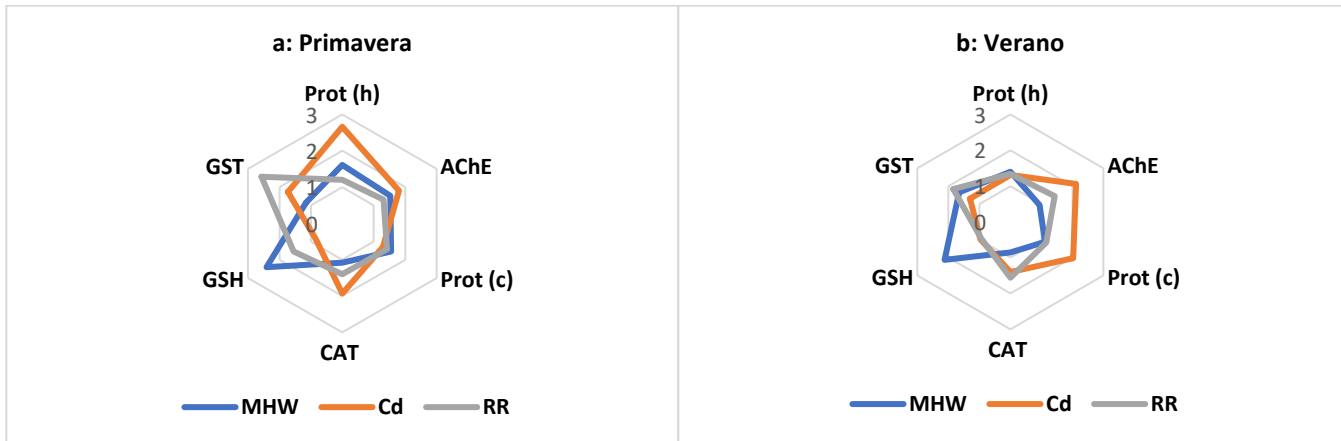 a: Primavera
Prot (h)
3
2
1
0
AChE
Prot (c)
CAT
GSH
GST
MHW Cd RR
b: Verano
Prot (h)
3
2
1
0
AChE
Prot (c)
CAT
GSH
GST
MHW Cd RR